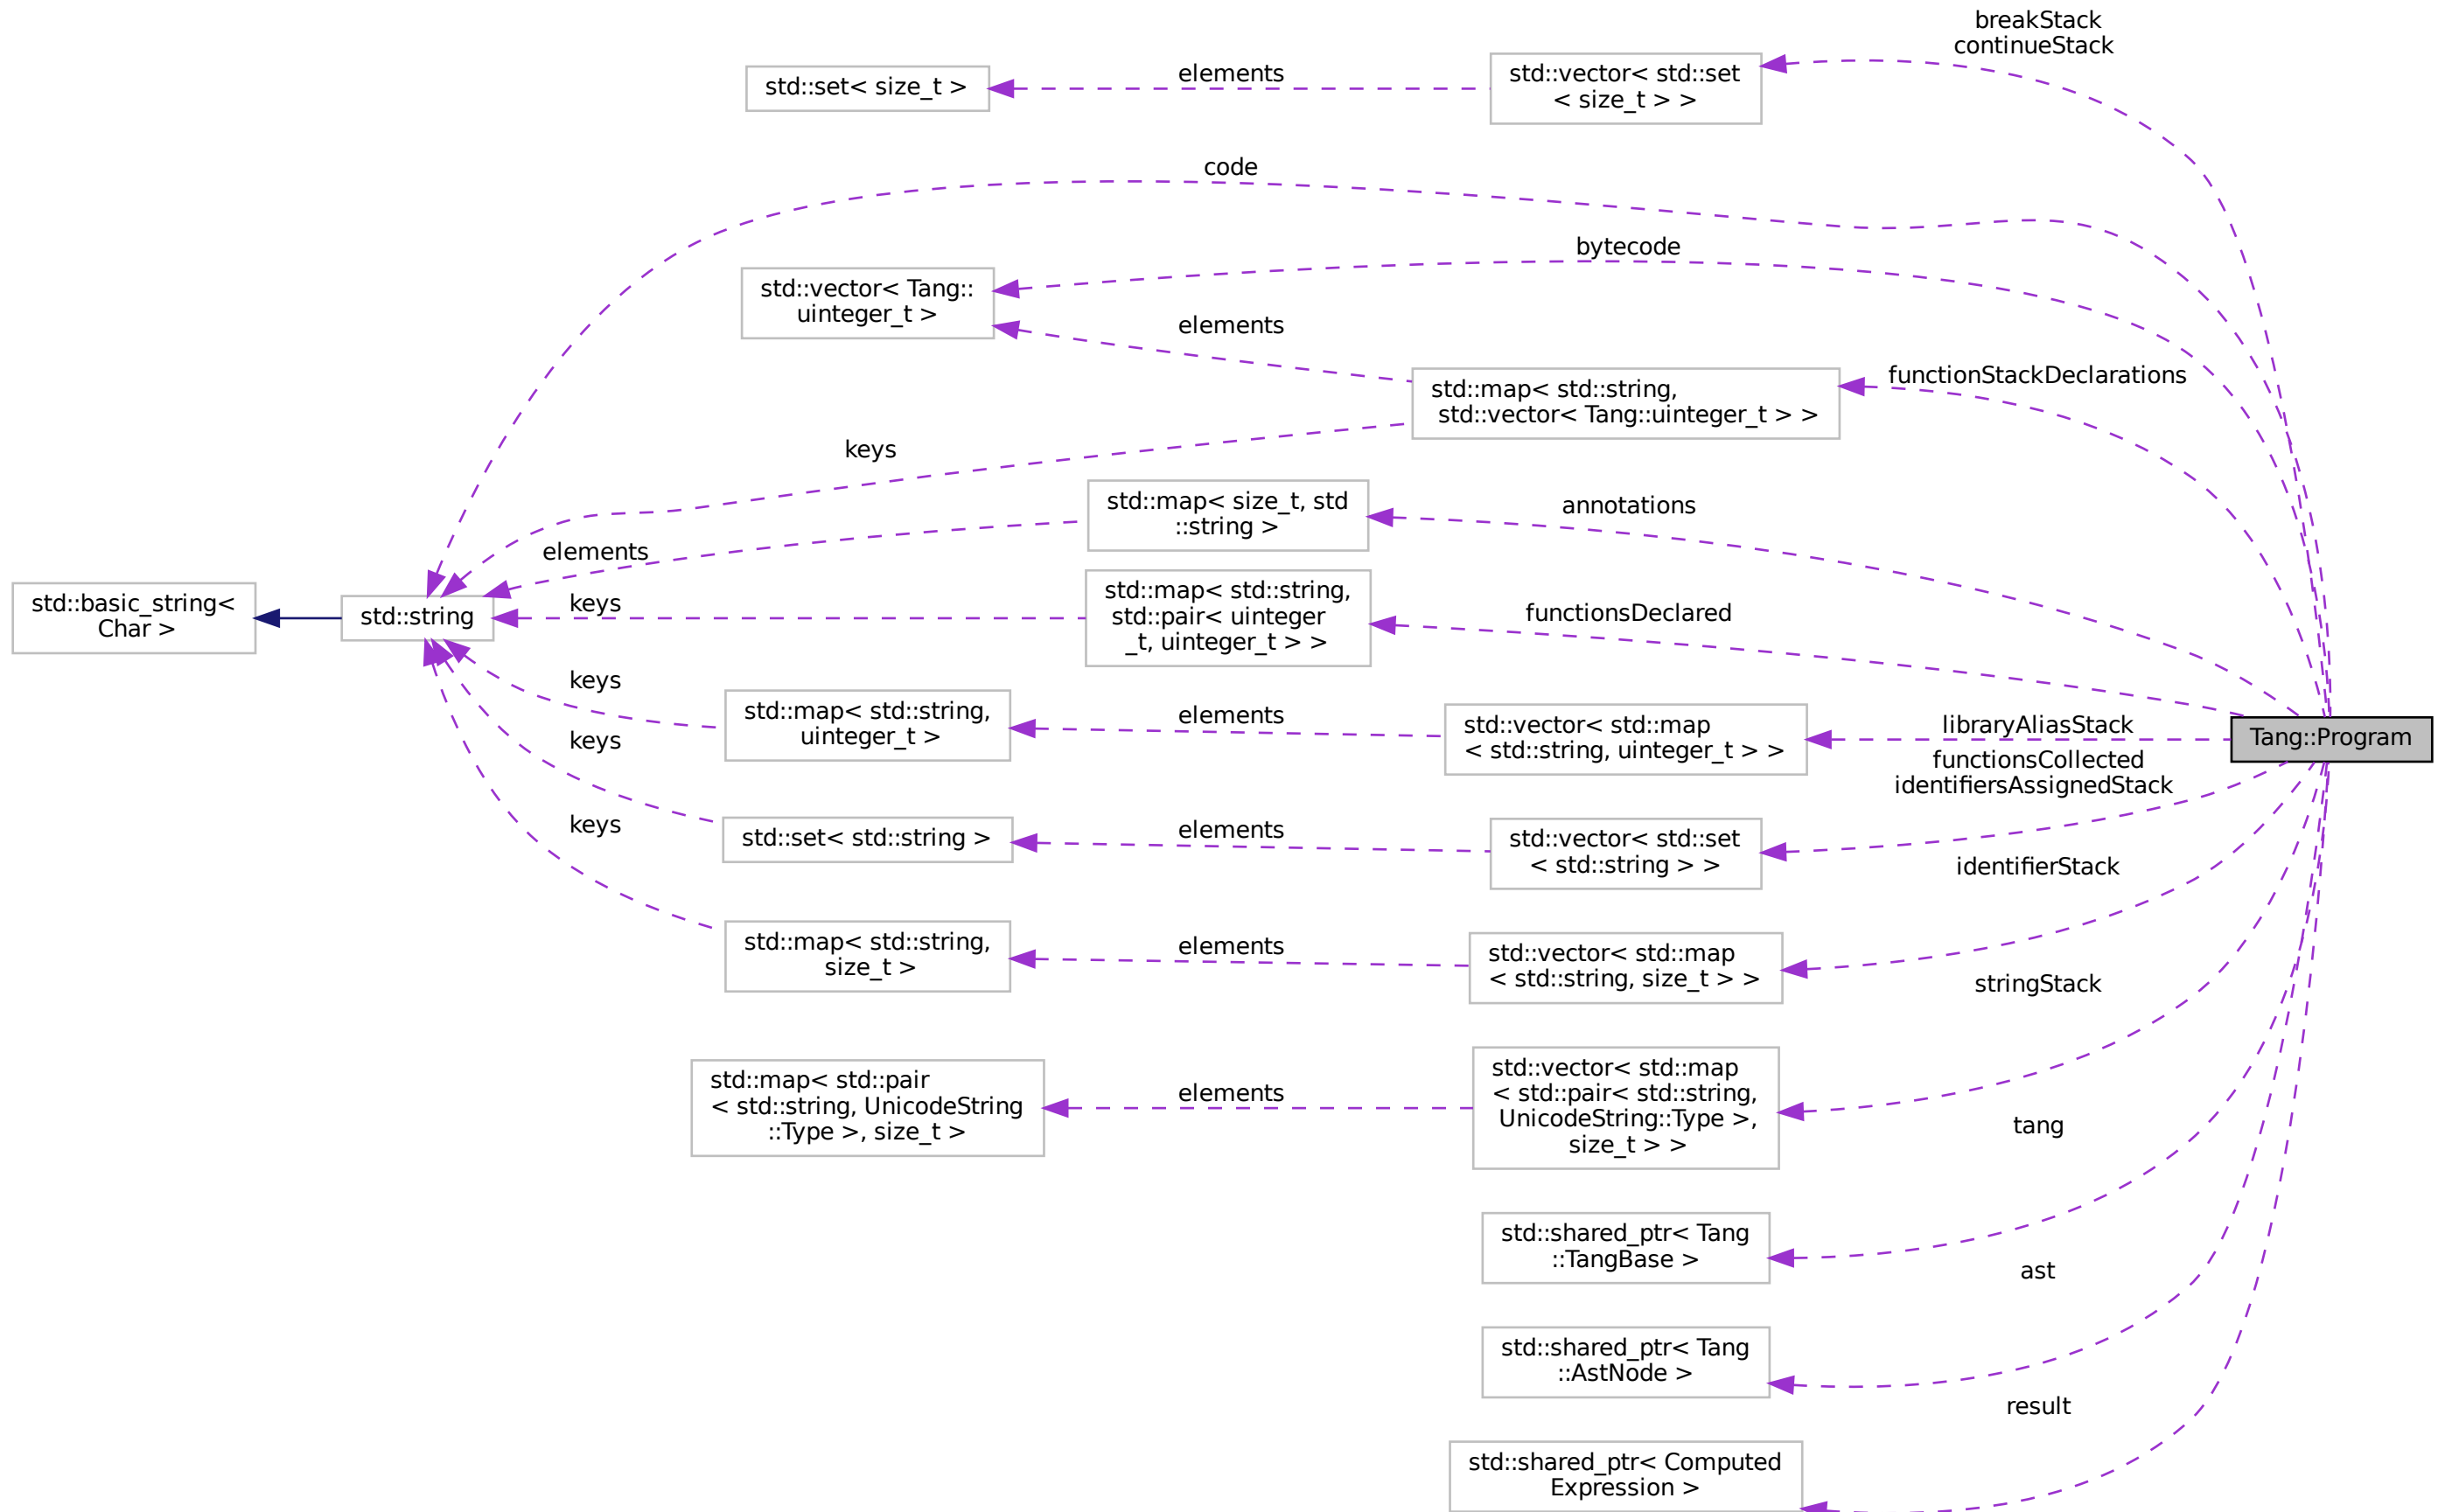 breakStack
continueStack
std::set< size_t >
elements
std::vector< std::set
< size_t > >
code
bytecode
std::vector< Tang::
uinteger_t >
elements
functionStackDeclarations
std::map< std::string,
std::vector< Tang::uinteger_t > >
keys
std::map< size_t, std
::string >
annotations
elements
std::basic_string<
Char >
std::string
keys
std::map< std::string,
std::pair< uinteger
_t, uinteger_t > >
functionsDeclared
keys
std::map< std::string,
uinteger_t >
elements
std::vector< std::map
< std::string, uinteger_t > >
libraryAliasStack
Tang::Program
functionsCollected
identifiersAssignedStack
keys
std::set< std::string >
elements
std::vector< std::set
< std::string > >
keys
identifierStack
std::map< std::string,
size_t >
elements
std::vector< std::map
< std::string, size_t > >
stringStack
std::map< std::pair
< std::string, UnicodeString
::Type >, size_t >
elements
std::vector< std::map
< std::pair< std::string,
UnicodeString::Type >,
size_t > >
tang
std::shared_ptr< Tang
::TangBase >
ast
std::shared_ptr< Tang
::AstNode >
result
std::shared_ptr< Computed
Expression >